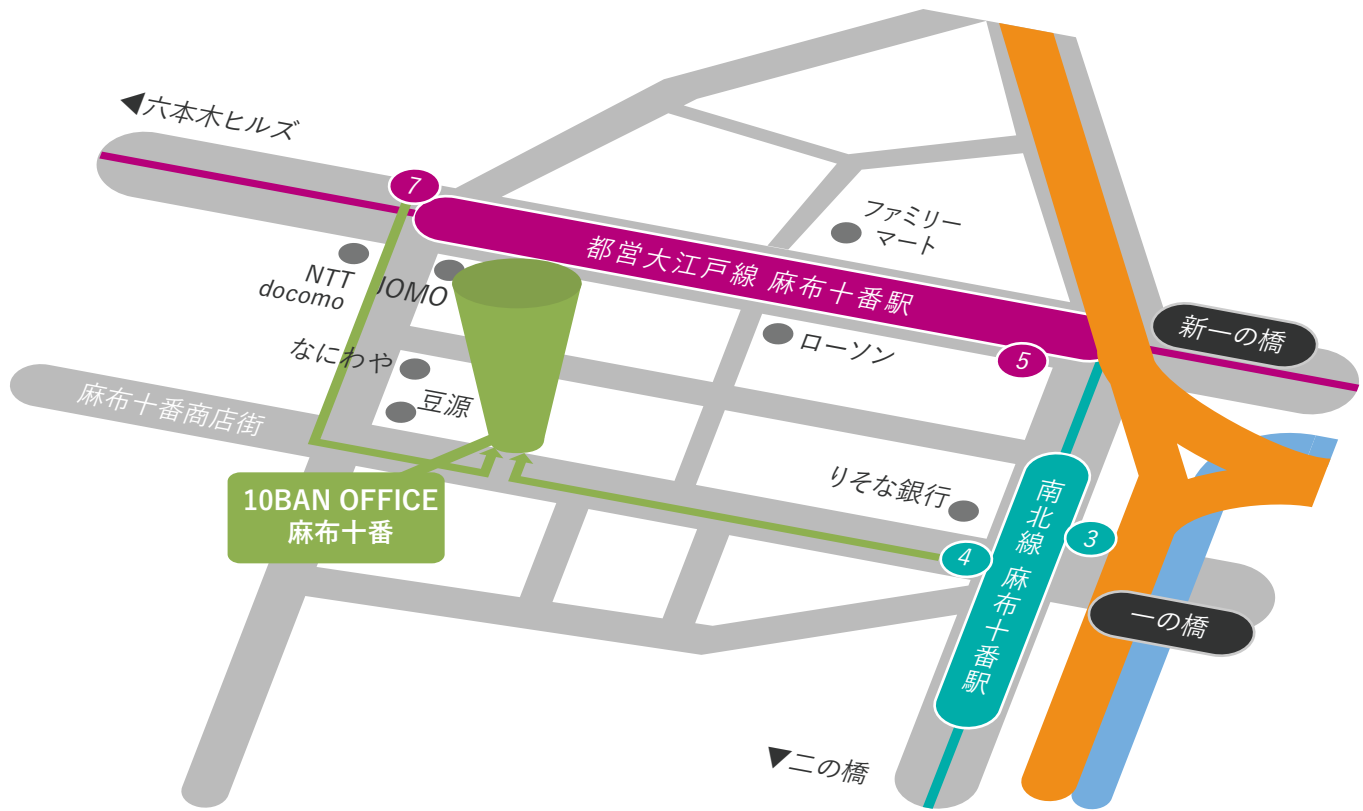 ◀六本木ヒルズ
7
ファミリー
マート
都営大江戸線 麻布十番駅
NTT
docomo
JOMO
新一の橋
ローソン
5
なにわや
豆源
麻布十番商店街
りそな銀行
南北線 麻布十番駅
3
4
10BAN OFFICE
麻布十番
一の橋
▼二の橋